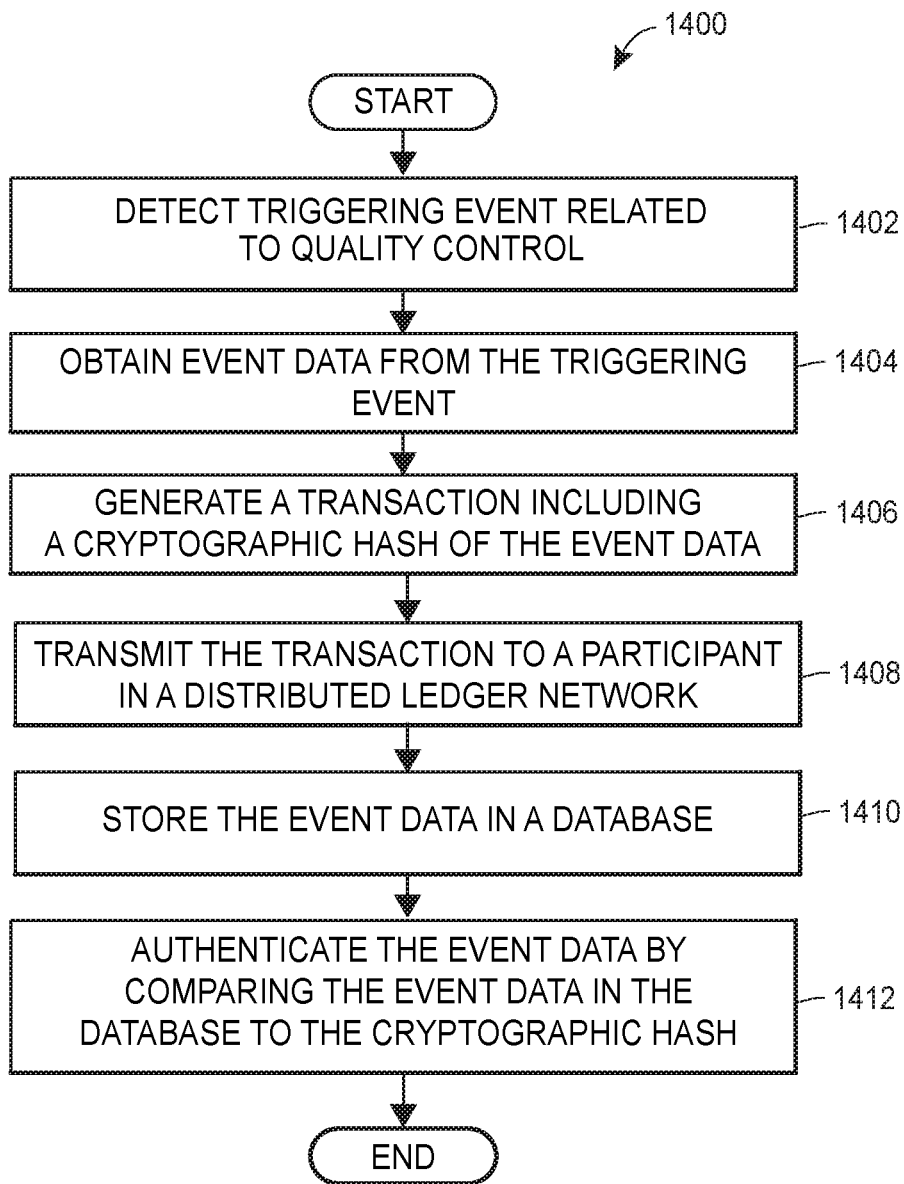 1400
START
DETECT TRIGGERING EVENT RELATED
TO QUALITY CONTROL
1402
OBTAIN EVENT DATA FROM THE TRIGGERING
EVENT
1404
GENERATE A TRANSACTION INCLUDING
A CRYPTOGRAPHIC HASH OF THE EVENT DATA
1406
TRANSMIT THE TRANSACTION TO A PARTICIPANT
IN A DISTRIBUTED LEDGER NETWORK
1408
STORE THE EVENT DATA IN A DATABASE
1410
AUTHENTICATE THE EVENT DATA BY
COMPARING THE EVENT DATA IN THE
DATABASE TO THE CRYPTOGRAPHIC HASH
1412
END